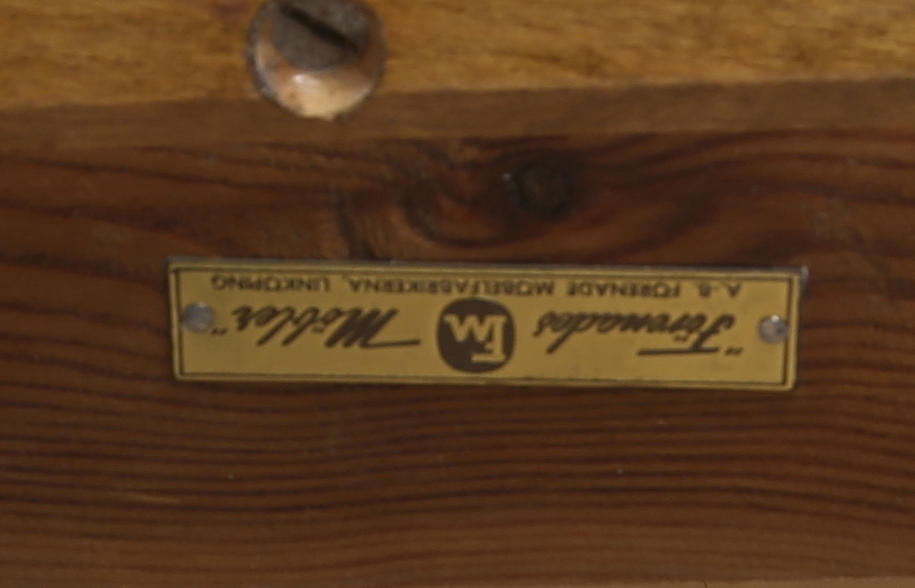 "Förenades Möbler"
FM
A.-B. FÖRENADE MÖBELFABRIKERNA, LINKÖPING